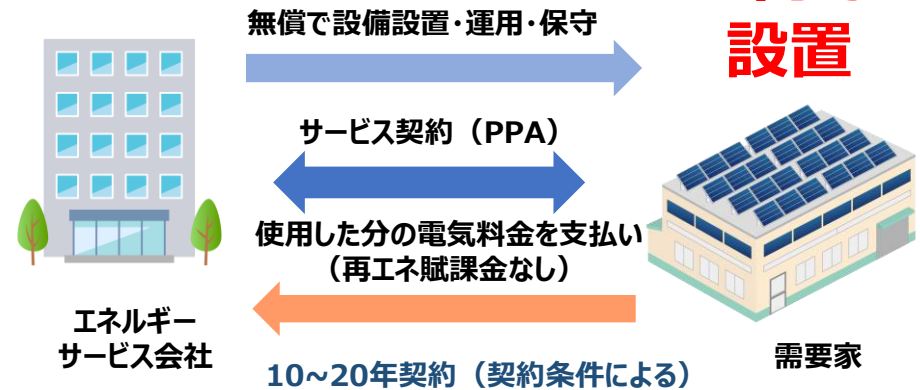 無償で設備設置・運用・保守
設置
サービス契約（PPA）
使用した分の電気料金を支払い
（再エネ賦課金なし）
エネルギー
サービス会社
需要家
10~20年契約（契約条件による）